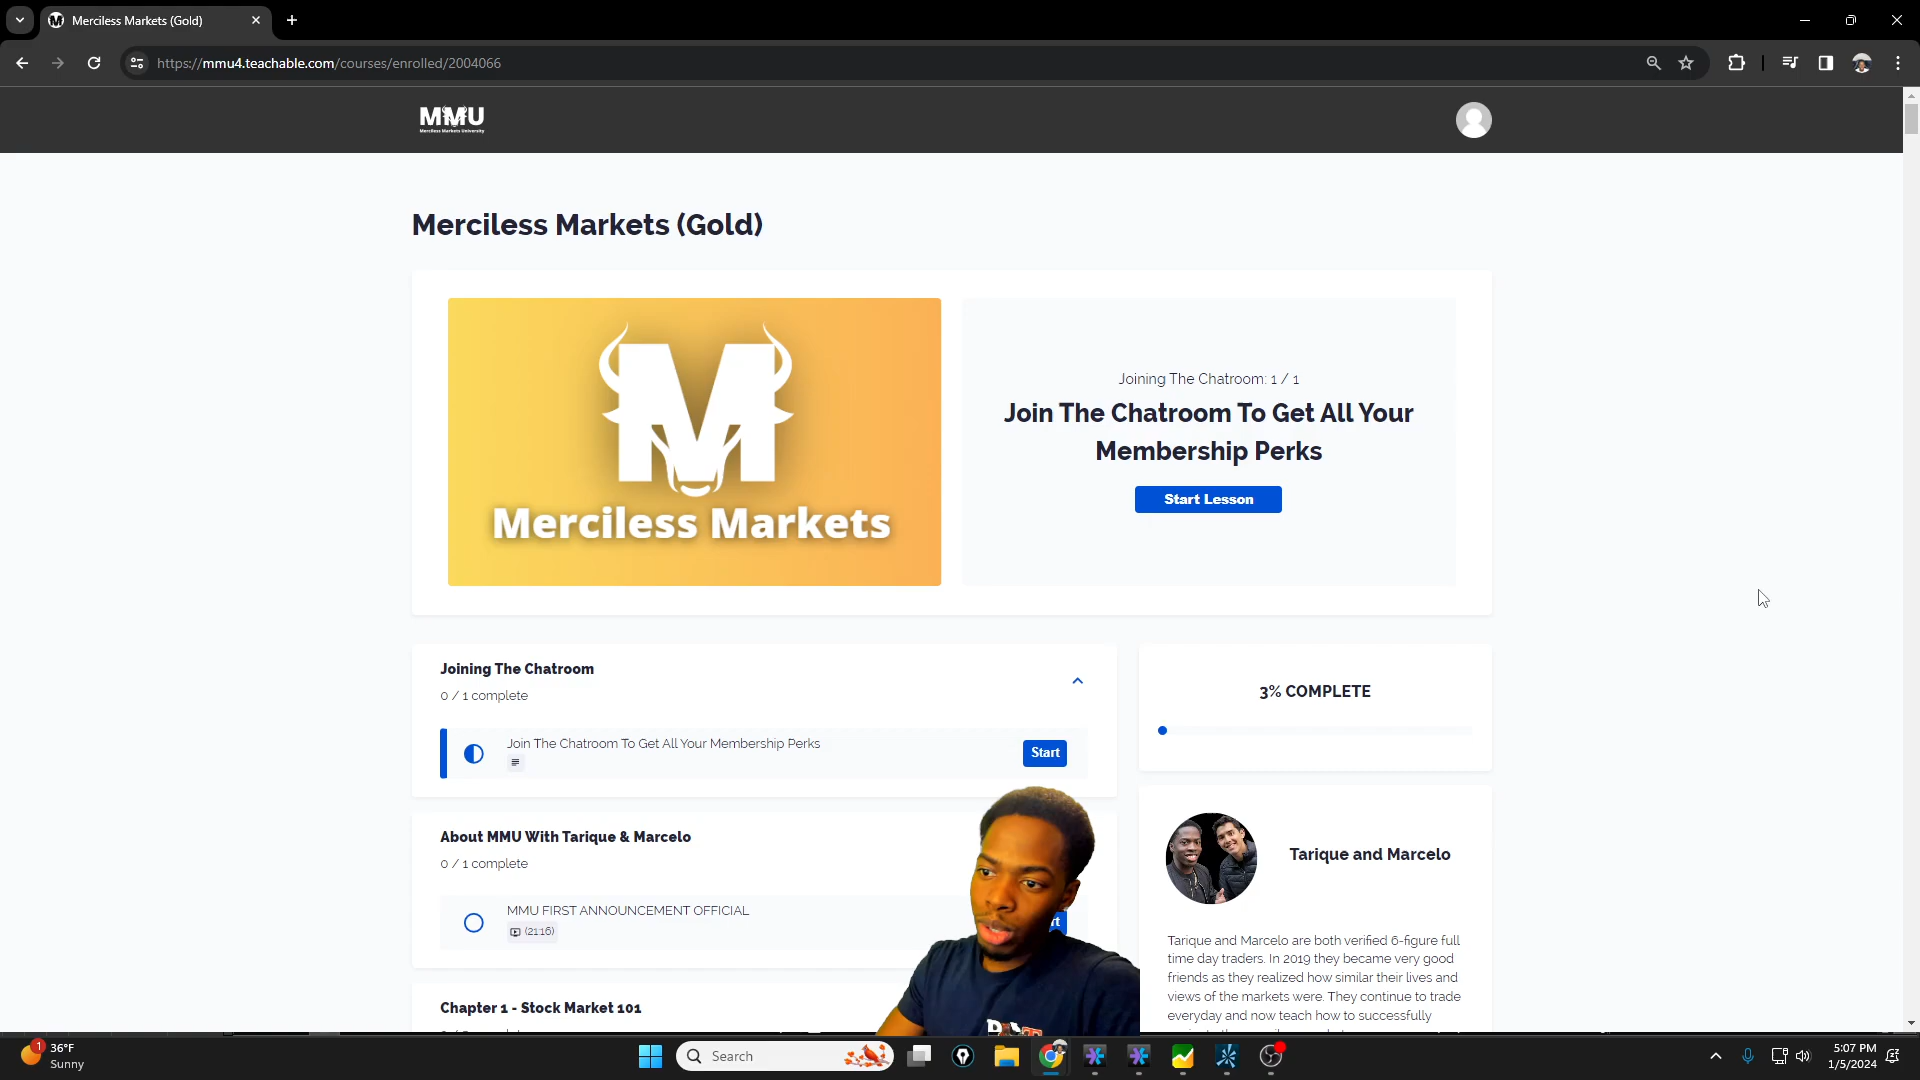 Merciless Markets (Gold)
https://mmu4.teachable.com/courses/enrolled/2004066
MMU
Merciless Markets University
Merciless Markets (Gold)
Merciless Markets
Joining The Chatroom: 1 / 1
Join The Chatroom To Get All Your
Membership Perks
Start Lesson
Joining The Chatroom
0 / 1 complete
Join The Chatroom To Get All Your Membership Perks
Start
3% COMPLETE
About MMU With Tarique & Marcelo
0 / 1 complete
MMU FIRST ANNOUNCEMENT OFFICIAL
(21:16)
Chapter 1 - Stock Market 101
Tarique and Marcelo
Tarique and Marcelo are both verified 6-figure full
time day traders. In 2019 they became very good
friends as they realized how similar their lives and
views of the markets were. They continue to trade
everyday and now teach how to successfully
1
36°F
Sunny
Search
5:07 PM
1/5/2024